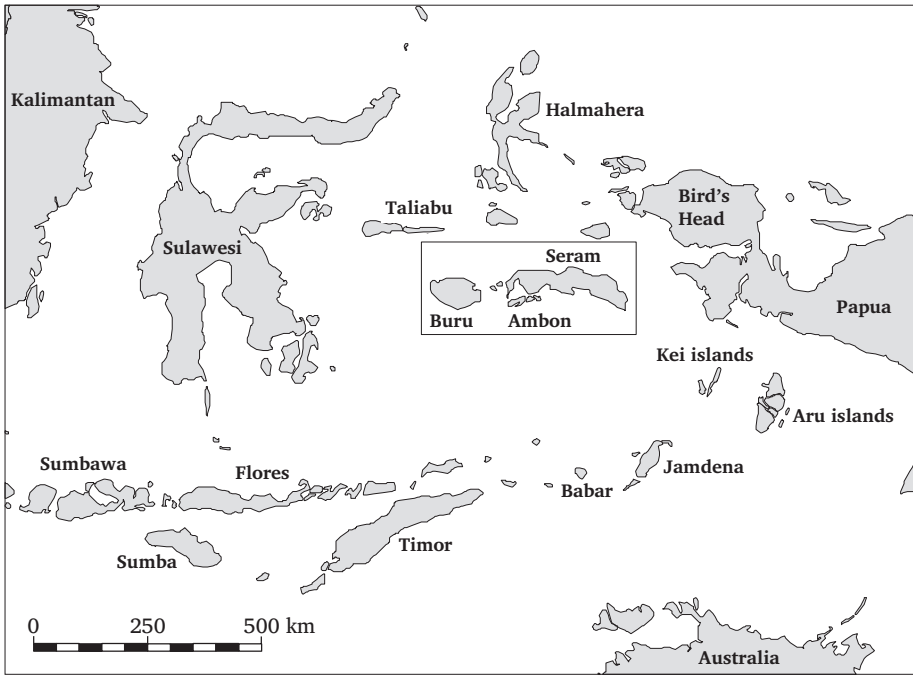 Kalimantan
Halmahera
Bird's
Head
Taliabu
Sulawesi
Seram
Buru
Ambon
Papua
Kei islands
Aru islands
Sumbawa
Flores
Jamdena
Babar
Timor
Sumba
0 250 500 km
Australia